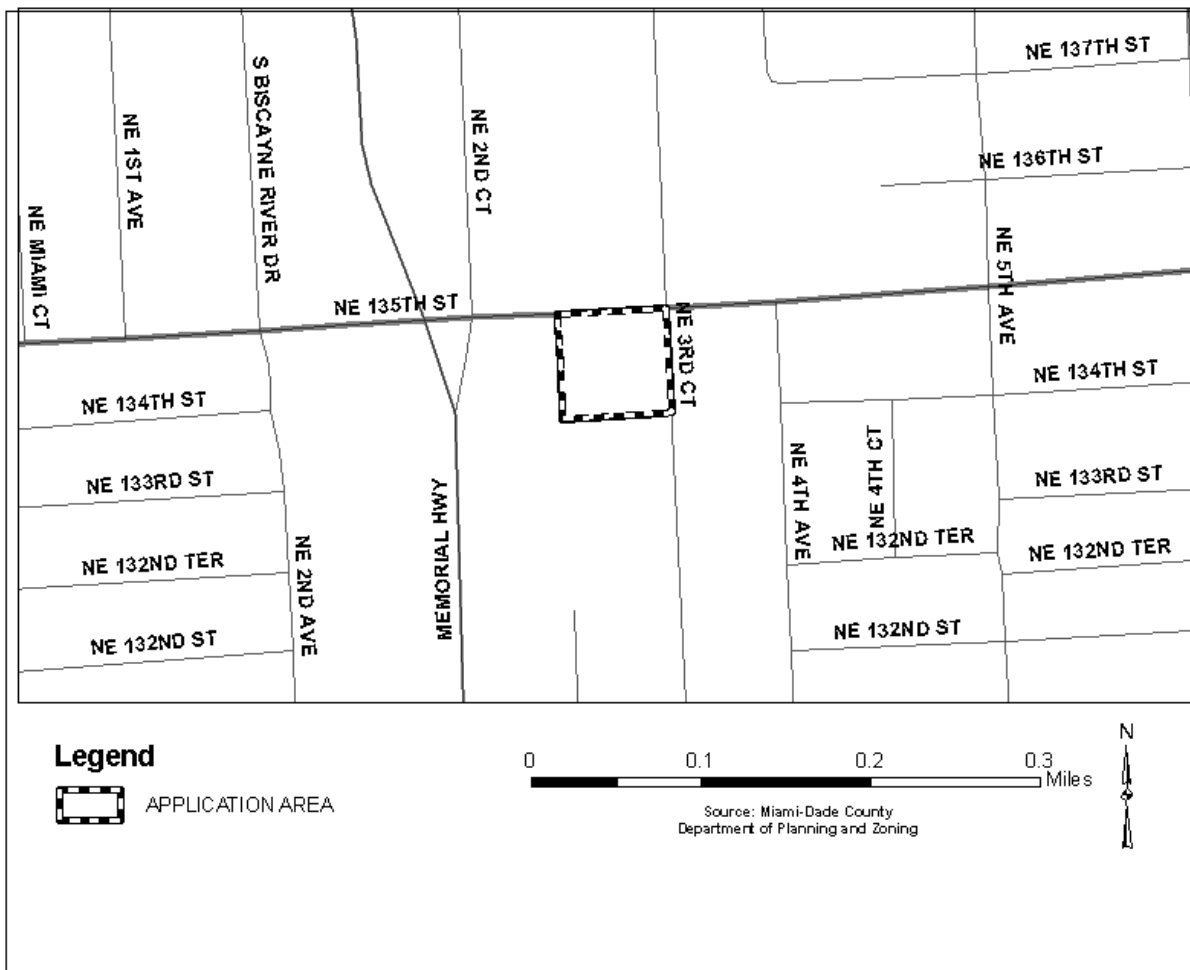 NE 137TH ST
NE 136TH ST
NE 1ST AVE
S BISCAYNE RIVER DR
NE 2ND CT
NE MIAMI CT
NE 5TH AVE
NE 135TH ST
NE 3RD CT
NE 134TH ST
NE 134TH ST
NE 133RD ST
NE 133RD ST
NE 4TH AVE
NE 4TH CT
MEMORIAL HWY
NE 2ND AVE
NE 132ND TER
NE 132ND TER
NE 132ND TER
NE 132ND ST
NE 132ND ST
Legend
APPLICATION AREA
0 0.1 0.2 0.3
Miles
Source: Miami-Dade County
Department of Planning and Zoning
N